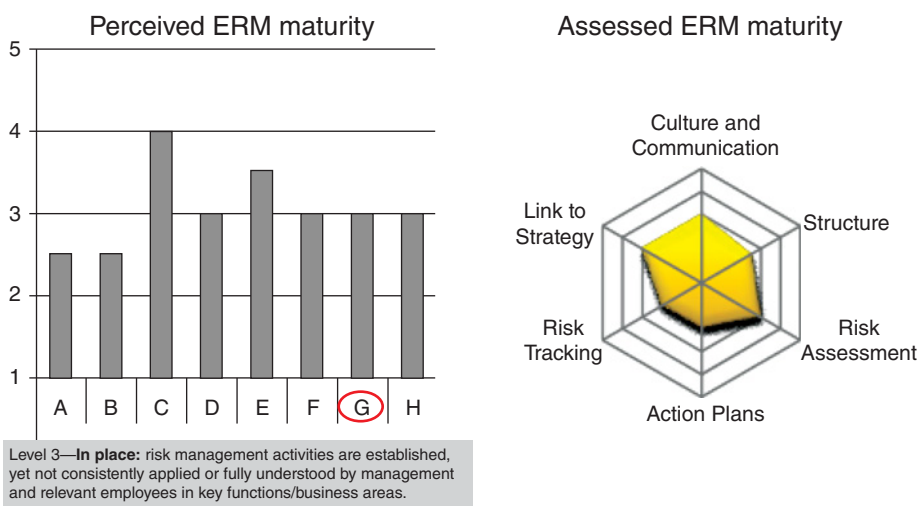 Perceived ERM maturity
5
4
3
2
1
A B C D E F G H
Level 3—In place: risk management activities are established,
yet not consistently applied or fully understood by management
and relevant employees in key functions/business areas.
Assessed ERM maturity
Culture and
Communication
Link to
Strategy
Structure
Risk
Tracking
Risk
Assessment
Action Plans